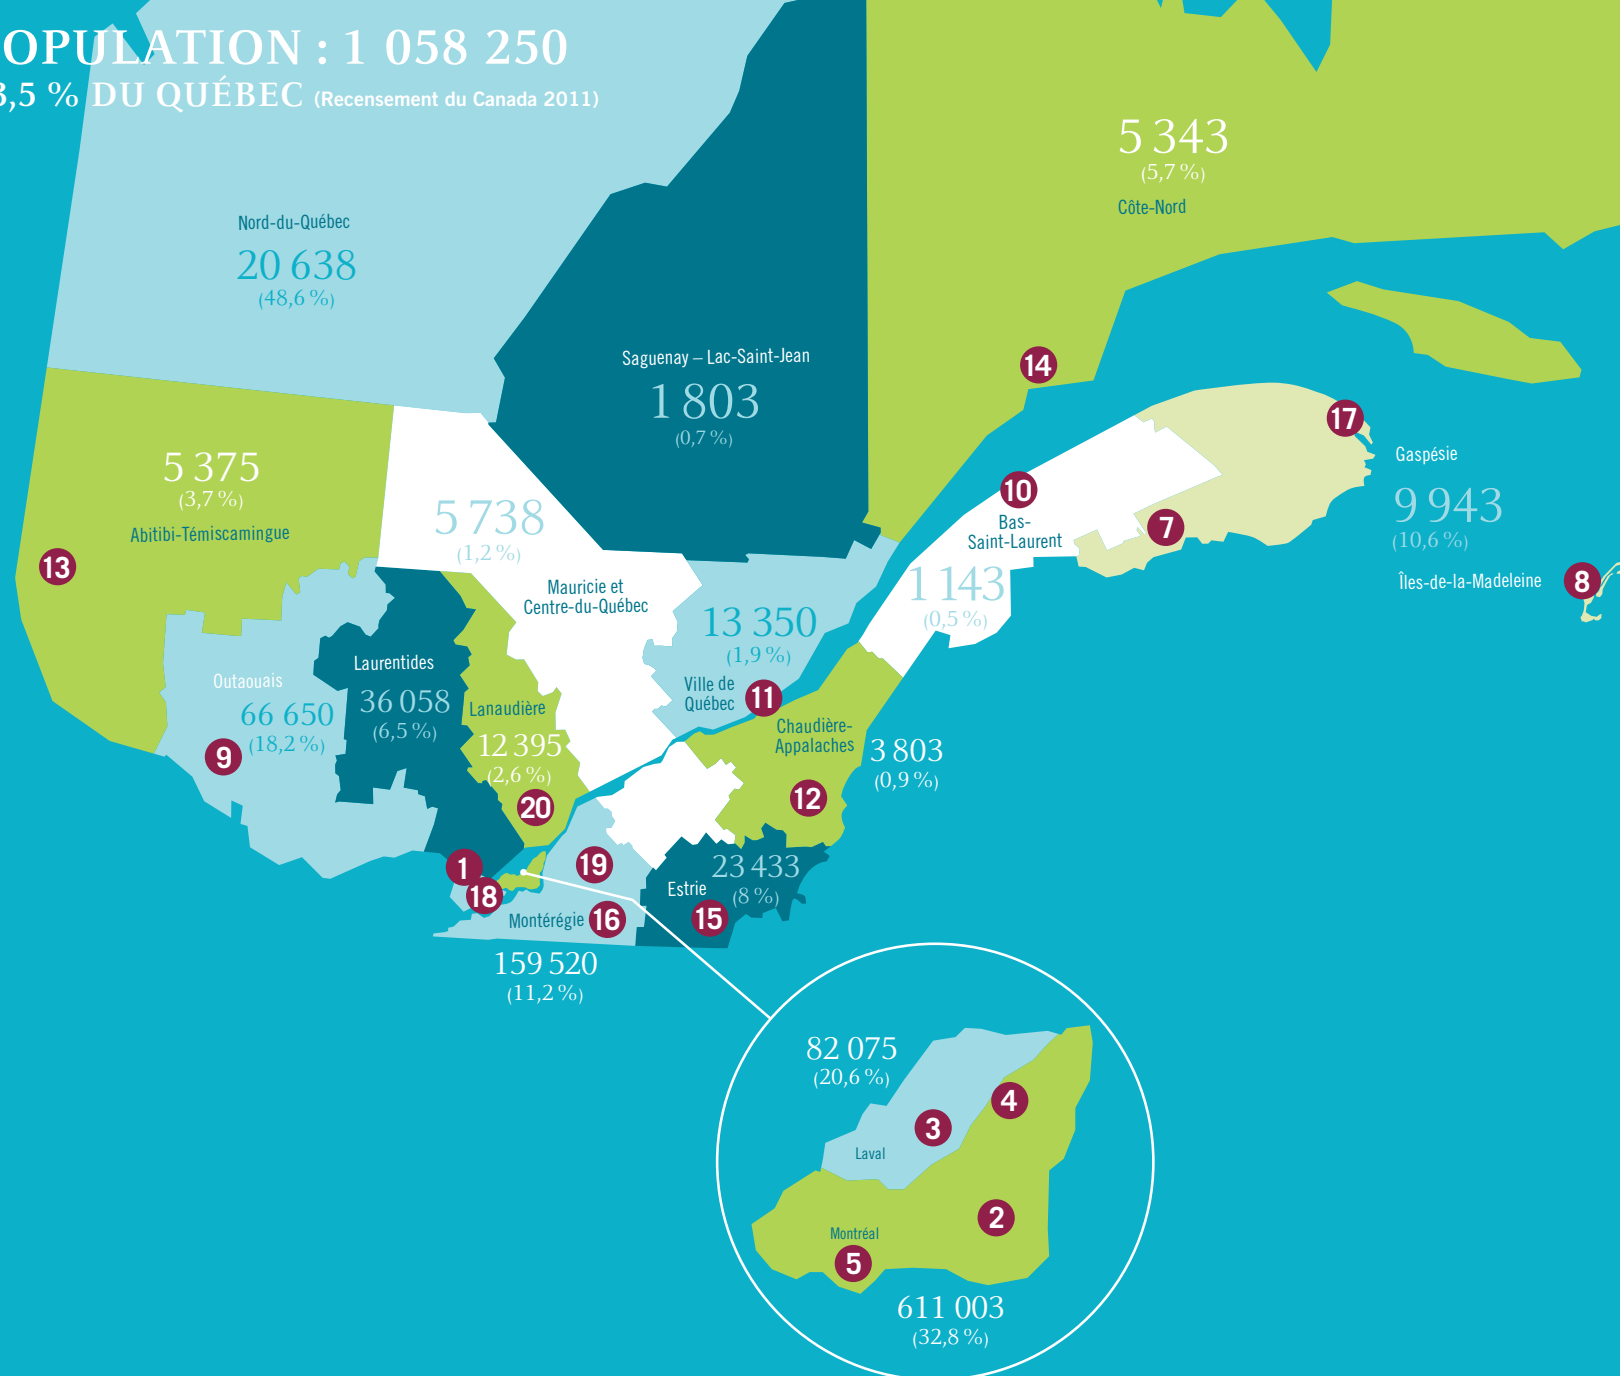 OPULATION : 1 058 250
3,5 % DU QUÉBEC (Recensement du Canada 2011)
5 343
(5,7 %)
Côte-Nord
Nord-du-Québec
20 638
(48,6 %)
Saguenay – Lac-Saint-Jean
1 803
(0,7 %)
14
17
Gaspésie
9 943
(10,6 %)
Îles-de-la-Madeleine
8
5 375
(3,7 %)
Abitibi-Témiscamingue
13
5 738
(1,2 %)
Mauricie et
Centre-du-Québec
10
Bas-
Saint-Laurent
1 143
(0,5 %)
7
13 350
(1,9 %)
Ville de
Québec
11
Outaouais
66 650
(18,2 %)
9
Laurentides
36 058
(6,5 %)
Lanaudière
12 395
(2,6 %)
20
Chaudière-
Appalaches
3 803
(0,9 %)
12
1
18
19
Montérégie
16
159 520
(11,2 %)
23 433
(8 %)
Estrie
15
82 075
(20,6 %)
4
3
Laval
2
Montréal
5
611 003
(32,8 %)